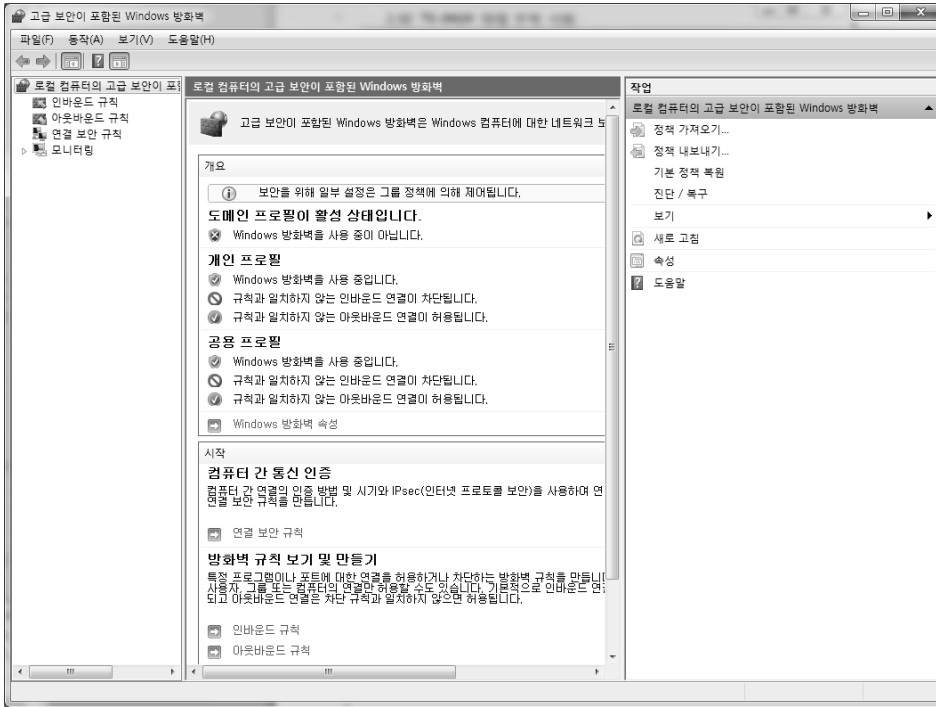 고급 보안이 포함된 Windows 방화벽
파일(F) 동작(A) 보기(V) 도움말(H)
로컬 컴퓨터의 고급 보안이 포함
인바운드 규칙
아웃바운드 규칙
연결 보안 규칙
모니터링
로컬 컴퓨터의 고급 보안이 포함된 Windows 방화벽
고급 보안이 포함된 Windows 방화벽은 Windows 컴퓨터에 대한 네트워크 보
개요
보안을 위해 일부 설정은 그룹 정책에 의해 제어됩니다.
도메인 프로필이 활성 상태입니다.
Windows 방화벽을 사용 중이 아닙니다.
개인 프로필
Windows 방화벽을 사용 중입니다.
규칙과 일치하지 않는 인바운드 연결이 차단됩니다.
규칙과 일치하지 않는 아웃바운드 연결이 허용됩니다.
공용 프로필
Windows 방화벽을 사용 중입니다.
규칙과 일치하지 않는 인바운드 연결이 차단됩니다.
규칙과 일치하지 않는 아웃바운드 연결이 허용됩니다.
Windows 방화벽 속성
시작
컴퓨터 간 통신 인증
컴퓨터 간 연결의 인증 방법 및 시기와 IPsec(인터넷 프로토콜 보안)을 사용하여 연
연결 보안 규칙을 만듭니다.
연결 보안 규칙
방화벽 규칙 보기 및 만들기
특정 프로그램이나 포트에 대한 연결을 허용하거나 차단하는 방화벽 규칙을 만듭니다
사용자, 그룹 또는 컴퓨터의 연결만 허용할 수도 있습니다. 기본적으로 인바운드 연
되고 아웃바운드 연결은 차단 규칙과 일치하지 않으면 허용됩니다.
인바운드 규칙
아웃바운드 규칙
작업
로컬 컴퓨터의 고급 보안이 포함된 Windows 방화벽
정책 가져오기...
정책 내보내기...
기본 정책 복원
진단 / 복구
보기
새로 고침
속성
도움말